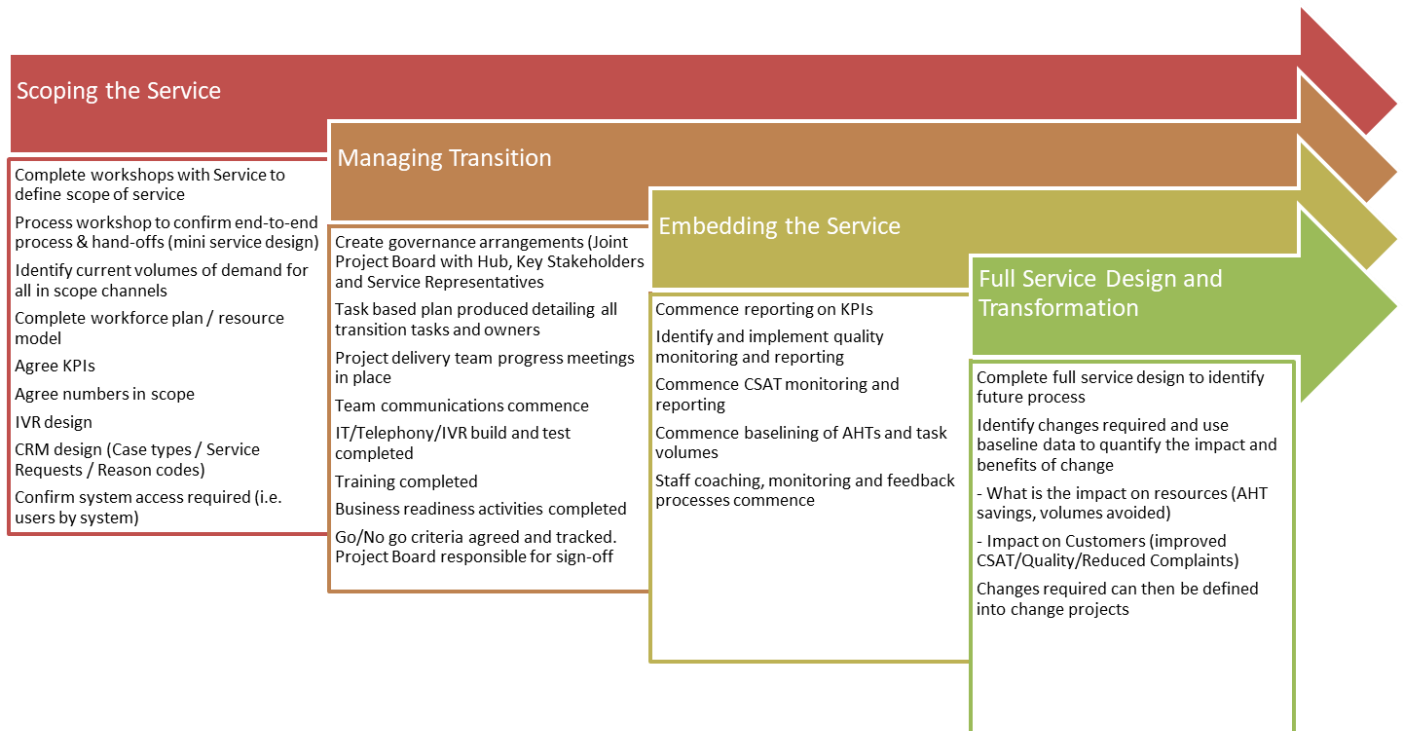 Scoping the Service
Complete workshops with Service to
define scope of service
Process workshop to confirm end-to-end
process & hand-offs (mini service design)
Identify current volumes of demand for
all in scope channels
Complete workforce plan / resource
model
Agree KPIs
Agree numbers in scope
IVR design
CRM design (Case types / Service
Requests / Reason codes)
Confirm system access required (i.e.
users by system)
Managing Transition
Create governance arrangements (Joint
Project Board with Hub, Key Stakeholders
and Service Representatives
Task based plan produced detailing all
transition tasks and owners
Project delivery team progress meetings
in place
Team communications commence
IT/Telephony/IVR build and test
completed
Training completed
Business readiness activities completed
Go/No go criteria agreed and tracked.
Project Board responsible for sign-off
Embedding the Service
Commence reporting on KPIs
Identify and implement quality
monitoring and reporting
Commence CSAT monitoring and
reporting
Commence baselining of AHTs and task
volumes
Staff coaching, monitoring and feedback
processes commence
Full Service Design and
Transformation
Complete full service design to identify
future process
Identify changes required and use
baseline data to quantify the impact and
benefits of change
- What is the impact on resources (AHT
savings, volumes avoided)
- Impact on Customers (improved
CSAT/Quality/Reduced Complaints)
Changes required can then be defined
into change projects